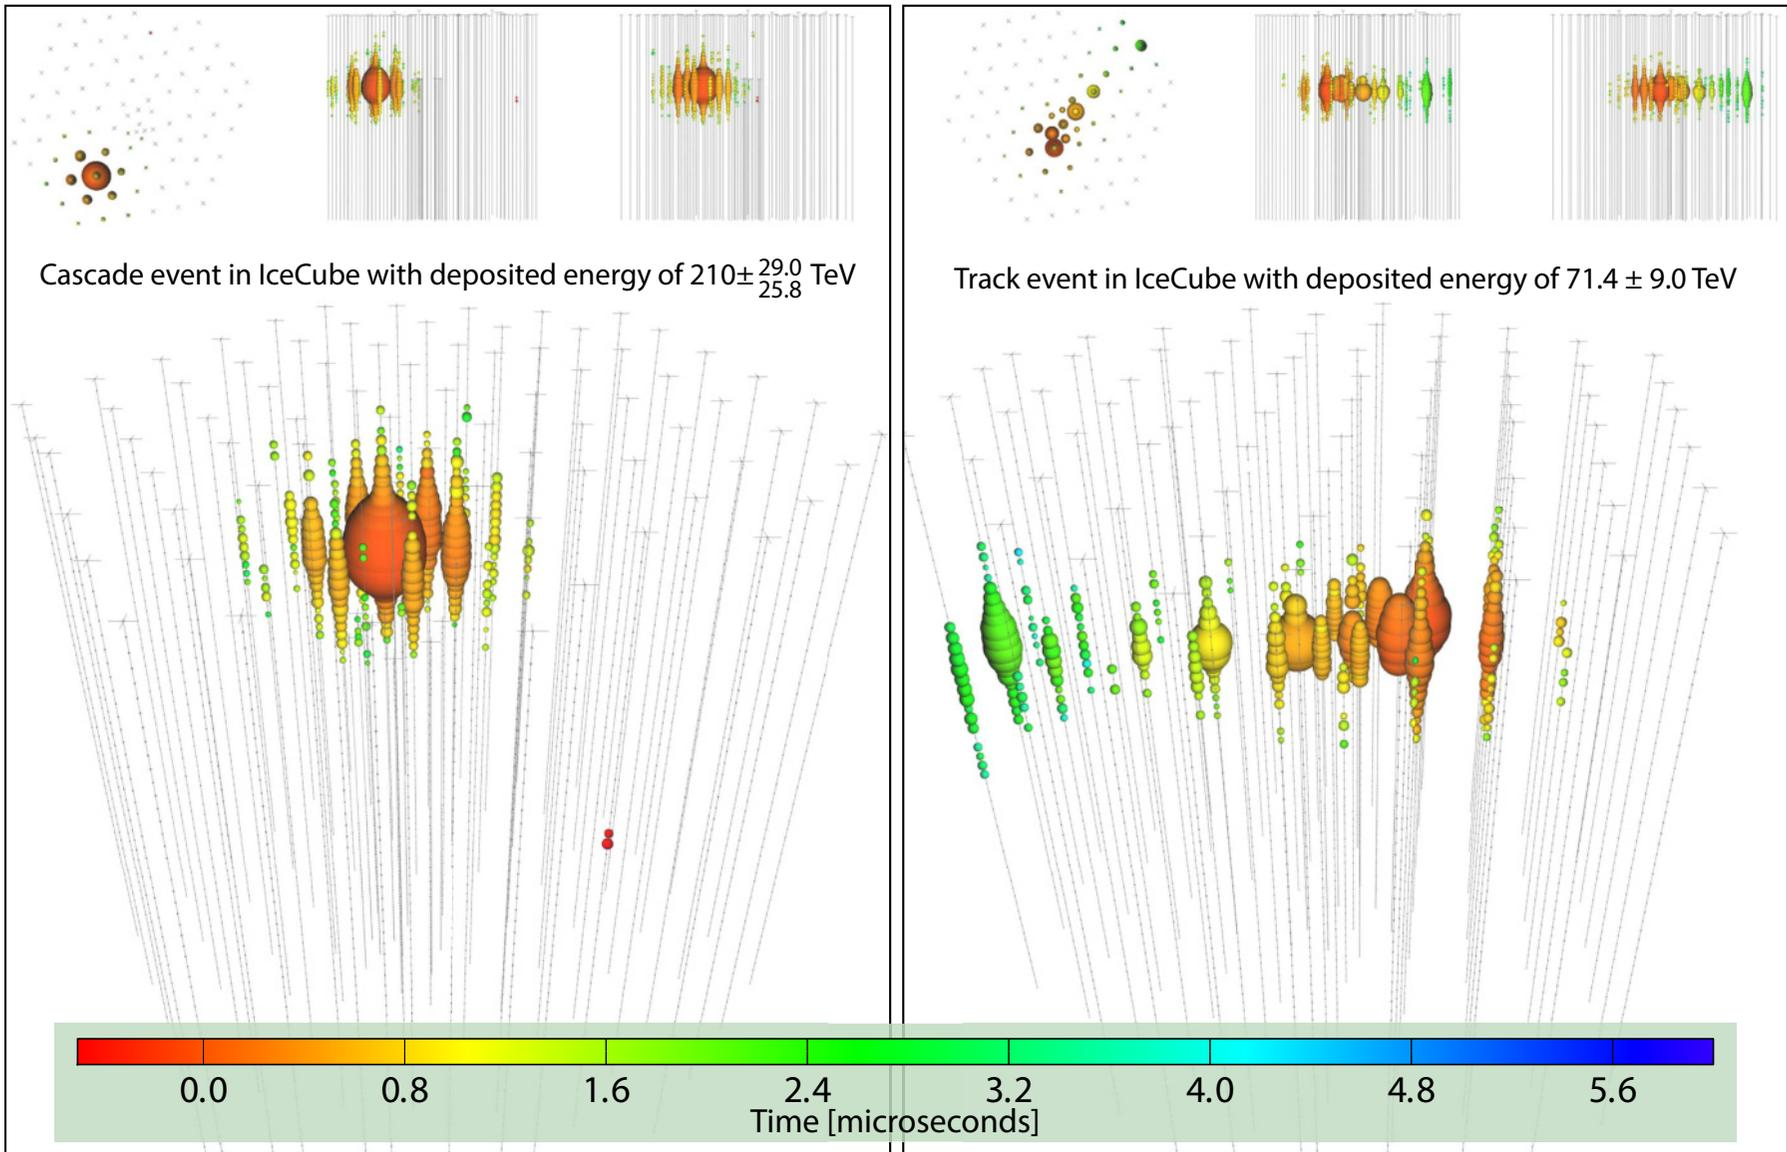 Cascade event in IceCube with deposited energy of 210± 29.0 25.8 TeV
Track event in IceCube with deposited energy of 71.4 ± 9.0 TeV
0.0 0.8 1.6 2.4 3.2 4.0 4.8 5.6
Time [microseconds]